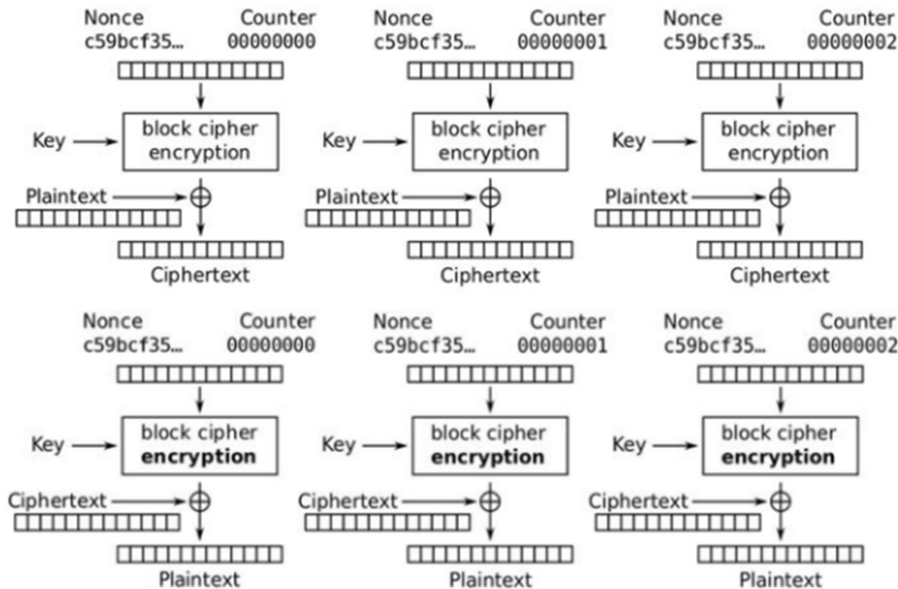 Nonce Counter Nonce Counter Nonce Counter
c59bcf35… 00000000 c59bcf35… 00000001 c59bcf35… 00000002
Key block cipher encryption Key block cipher encryption Key block cipher encryption
Plaintext Plaintext Plaintext
Ciphertext Ciphertext Ciphertext
Nonce Counter Nonce Counter Nonce Counter
c59bcf35… 00000000 c59bcf35… 00000001 c59bcf35… 00000002
Key block cipher encryption Key block cipher encryption Key block cipher encryption
Ciphertext Ciphertext Ciphertext
Plaintext Plaintext Plaintext